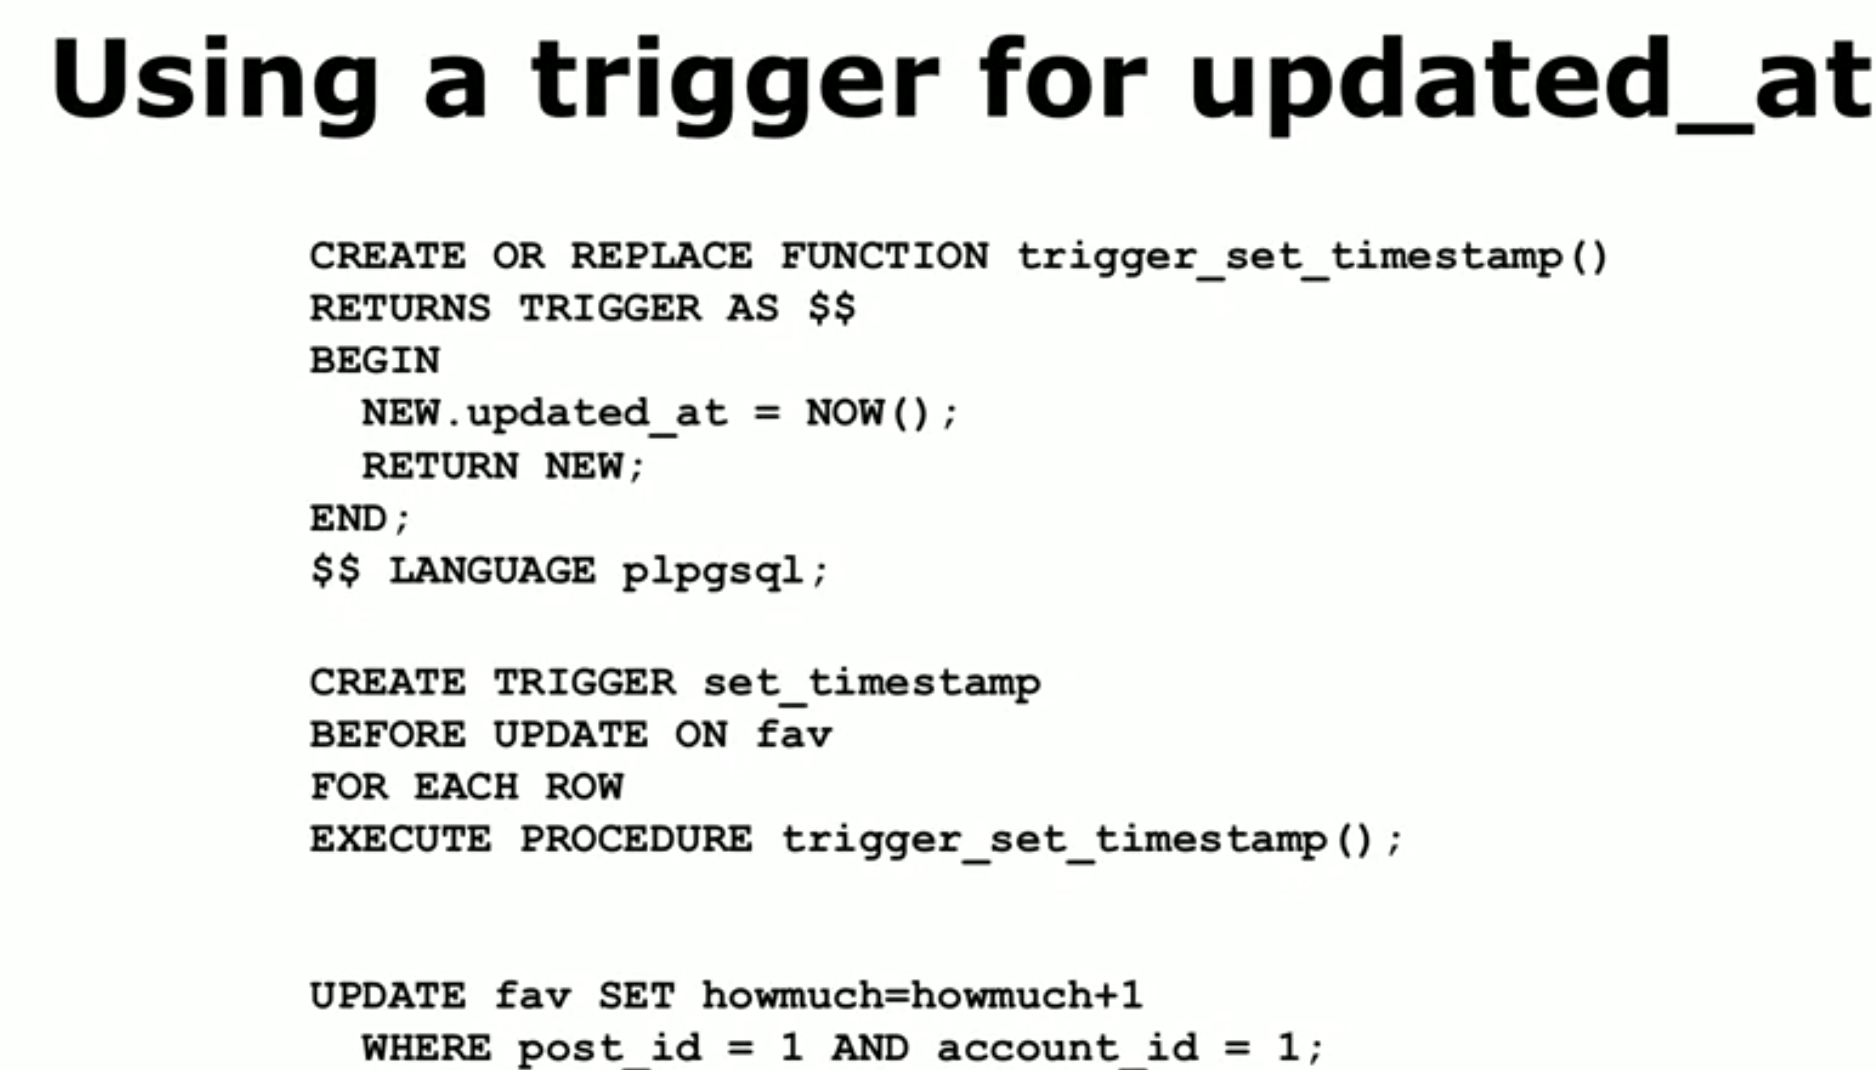 Using a trigger for updated_at
CREATE OR REPLACE FUNCTION trigger_set_timestamp()
RETURNS TRIGGER AS $$
BEGIN
  NEW.updated_at = NOW();
  RETURN NEW;
END;
$$ LANGUAGE plpgsql;
CREATE TRIGGER set_timestamp
BEFORE UPDATE ON fav
FOR EACH ROW
EXECUTE PROCEDURE trigger_set_timestamp();
UPDATE fav SET howmuch=howmuch+1
  WHERE post_id = 1 AND account_id = 1;